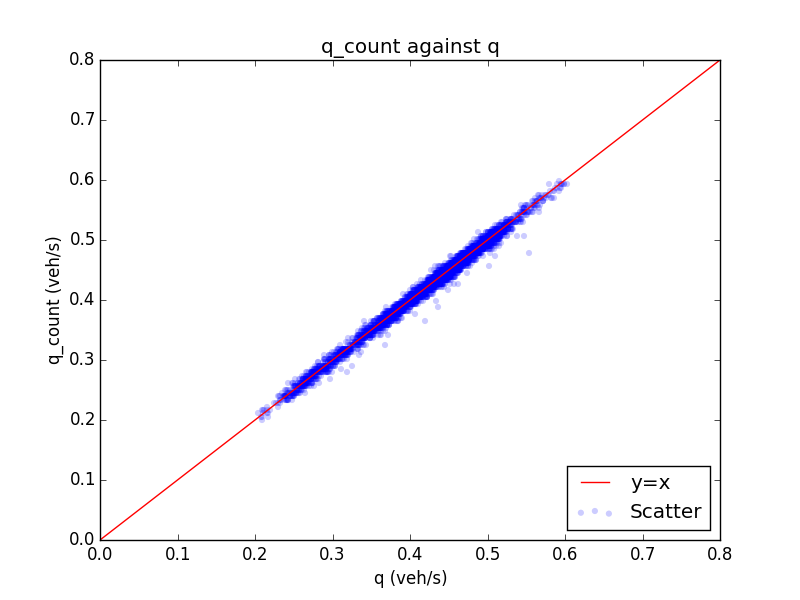 q_count against q
0.8
0.7
0.6
0.5
0.4
0.3
0.2
0.1
0.0
q_count (veh/s)
y=x
Scatter
0.0 0.1 0.2 0.3 0.4 0.5 0.6 0.7 0.8
q (veh/s)